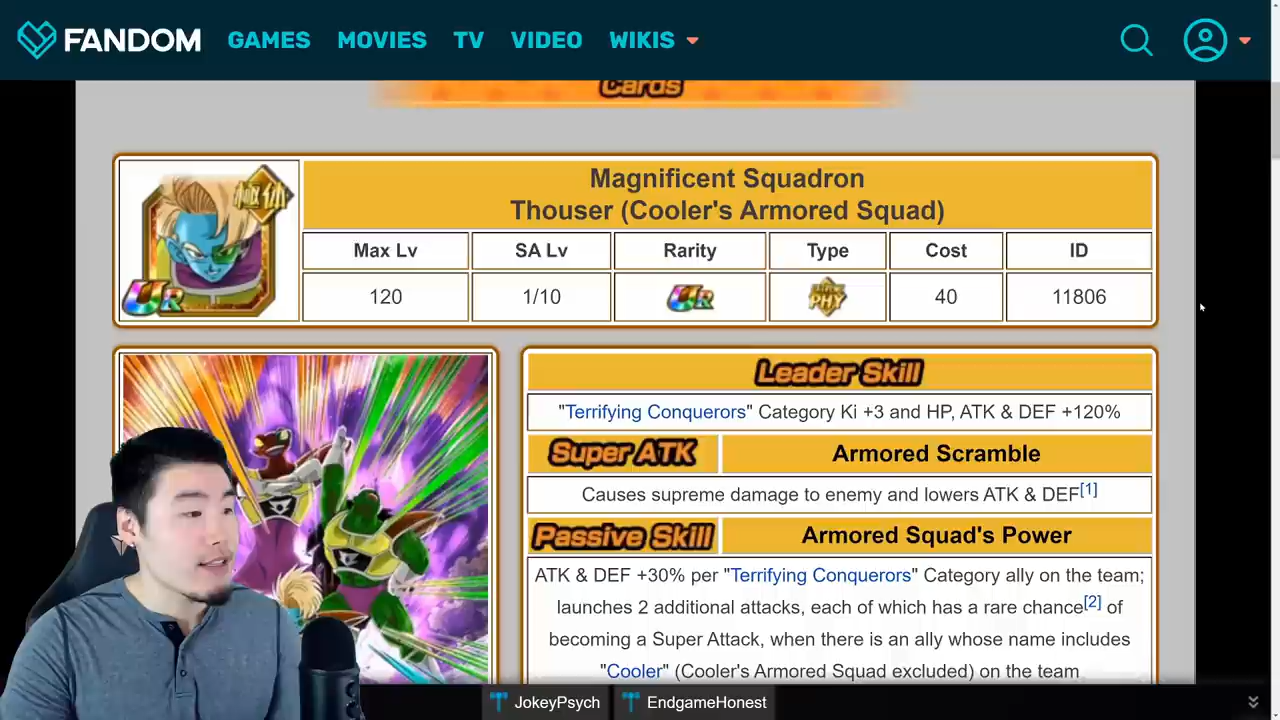 FANDOM GAMES MOVIES TV VIDEO WIKIS
Cards
Magnificent Squadron
Thouser (Cooler's Armored Squad)
Max Lv SA Lv Rarity Type Cost ID
120 1/10 UR PHY 40 11806
UR
Leader Skill
"Terrifying Conquerors" Category Ki +3 and HP, ATK & DEF +120%
Super ATK Armored Scramble
Causes supreme damage to enemy and lowers ATK & DEF[1]
Passive Skill Armored Squad's Power
ATK & DEF +30% per "Terrifying Conquerors" Category ally on the team;
launches 2 additional attacks, each of which has a rare chance[2] of
becoming a Super Attack, when there is an ally whose name includes
"Cooler" (Cooler's Armored Squad excluded) on the team
JokeyPsych EndgameHonest